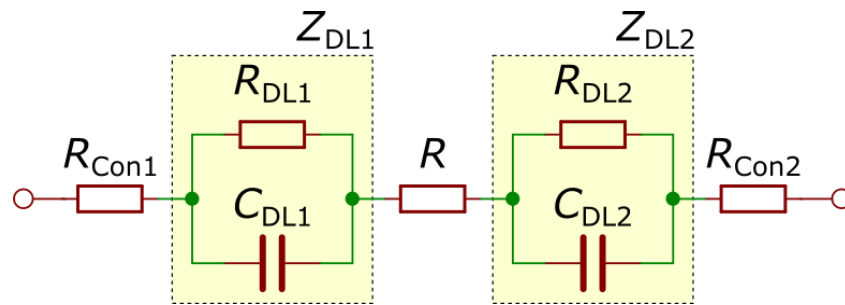 Z_DL1
Z_DL2
R_DL1
R_DL2
R_Con1
R
R_Con2
C_DL1
C_DL2